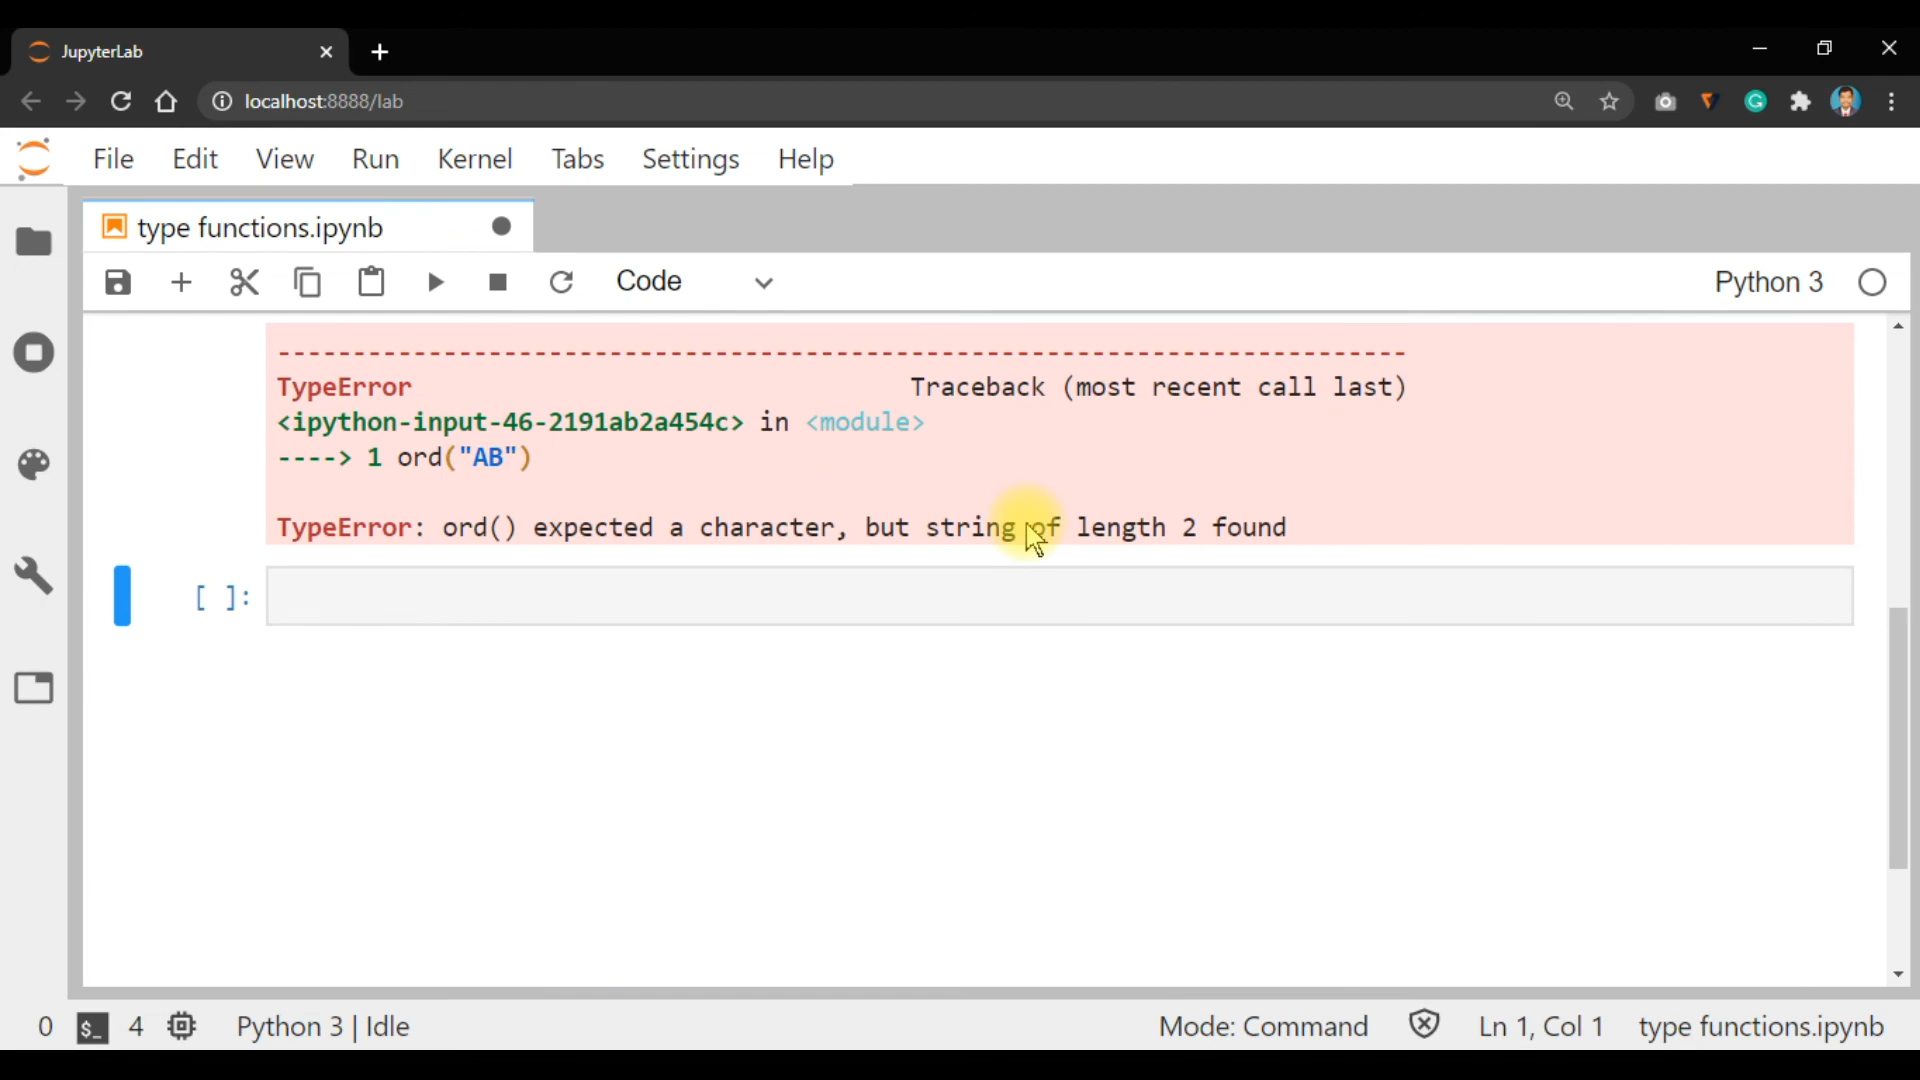 JupyterLab
localhost:8888/lab
File Edit View Run Kernel Tabs Settings Help
type functions.ipynb
Code
Python 3
---------------------------------------------------------------------------
TypeError Traceback (most recent call last)
<ipython-input-46-2191ab2a454c> in <module>
----> 1 ord("AB")
TypeError: ord() expected a character, but string of length 2 found
[ ]:
0 $_ 4 Python 3 | Idle Mode: Command Ln 1, Col 1 type functions.ipynb